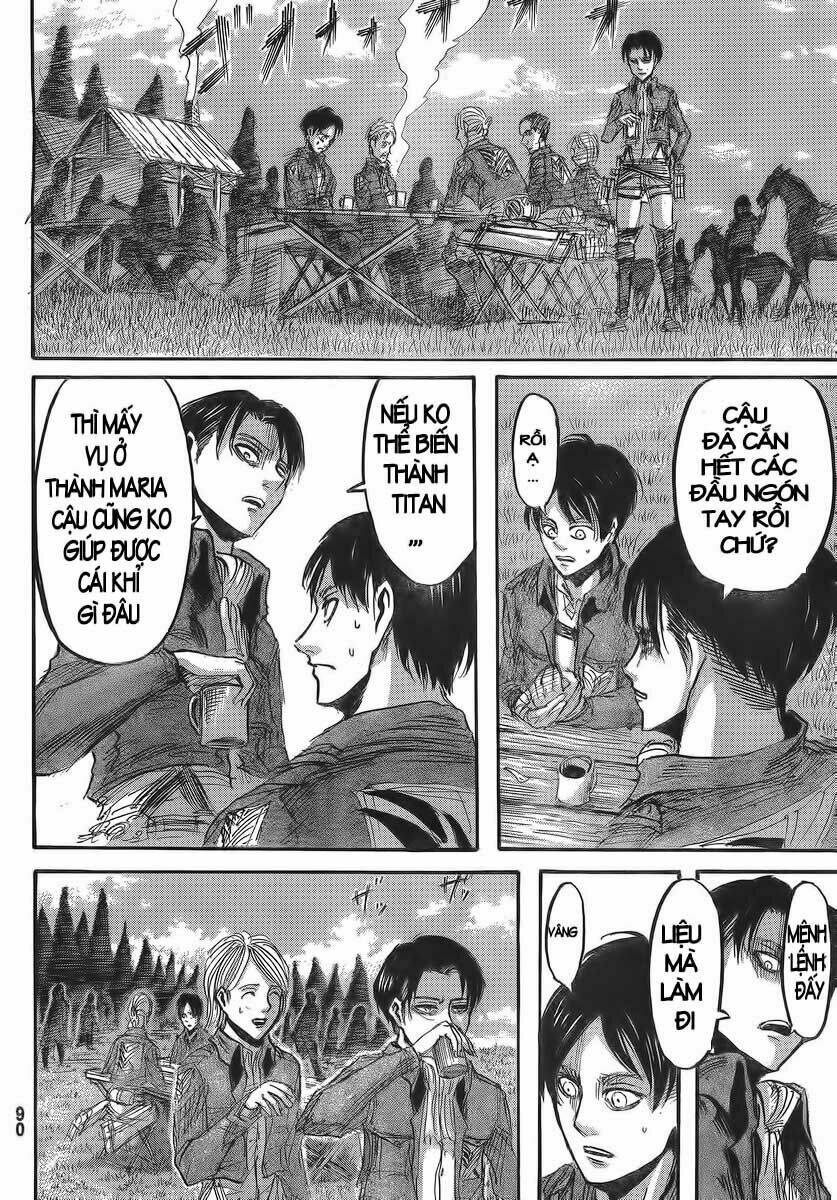 CẬU
ĐÃ CẮN
HẾT CÁC
ĐẦU NGÓN
TAY RỒI
CHỨ?
RỒI
Ạ
...
NẾU KO
THỂ BIẾN
THÀNH
TITAN
,,,
THÌ MẤY
VỤ Ở
THÀNH MARIA
CẬU CŨNG KO
GIÚP ĐƯỢC
CÁI KHỈ
GÌ ĐÂU
MỆNH
LỆNH
ĐẤY
LIỆU
MÀ
LÀM
ĐI
VÂNG
90